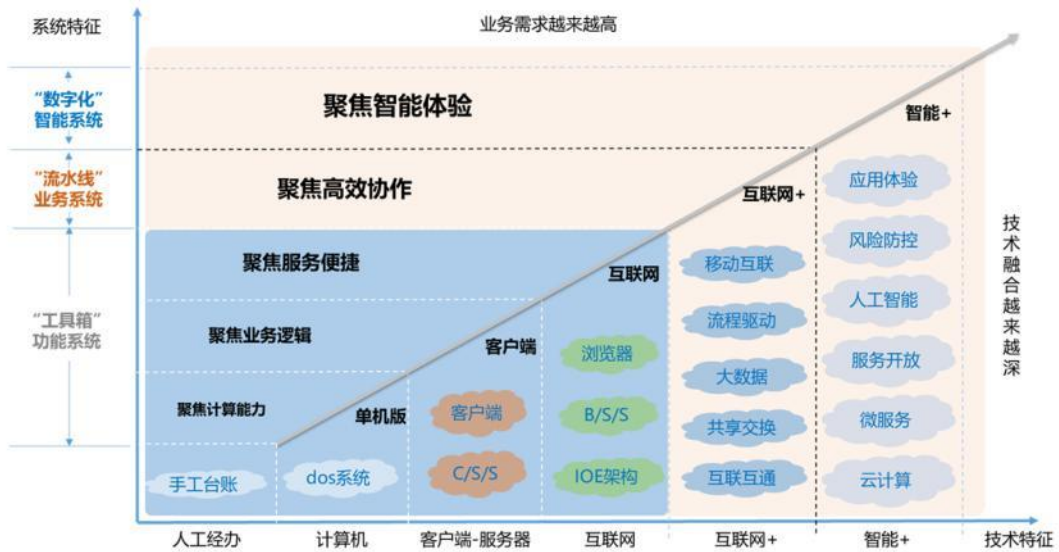 系统特征
业务需求越来越高
“数字化”
智能系统
聚焦智能体验
智能+
“流水线”
业务系统
聚焦高效协作
互联网+
应用体验
聚焦服务便捷
互联网
移动互联
风险防控
“工具箱”
功能系统
聚焦业务逻辑
客户端
浏览器
流程驱动
人工智能
聚焦计算能力
单机版
客户端
B/S/S
大数据
共享交换
服务开放
微服务
手工台账
dos系统
C/S/S
IOE架构
互联互通
云计算
技术融合越来越深
人工经办
计算机
客户端-服务器
互联网
互联网+
智能+
技术特征